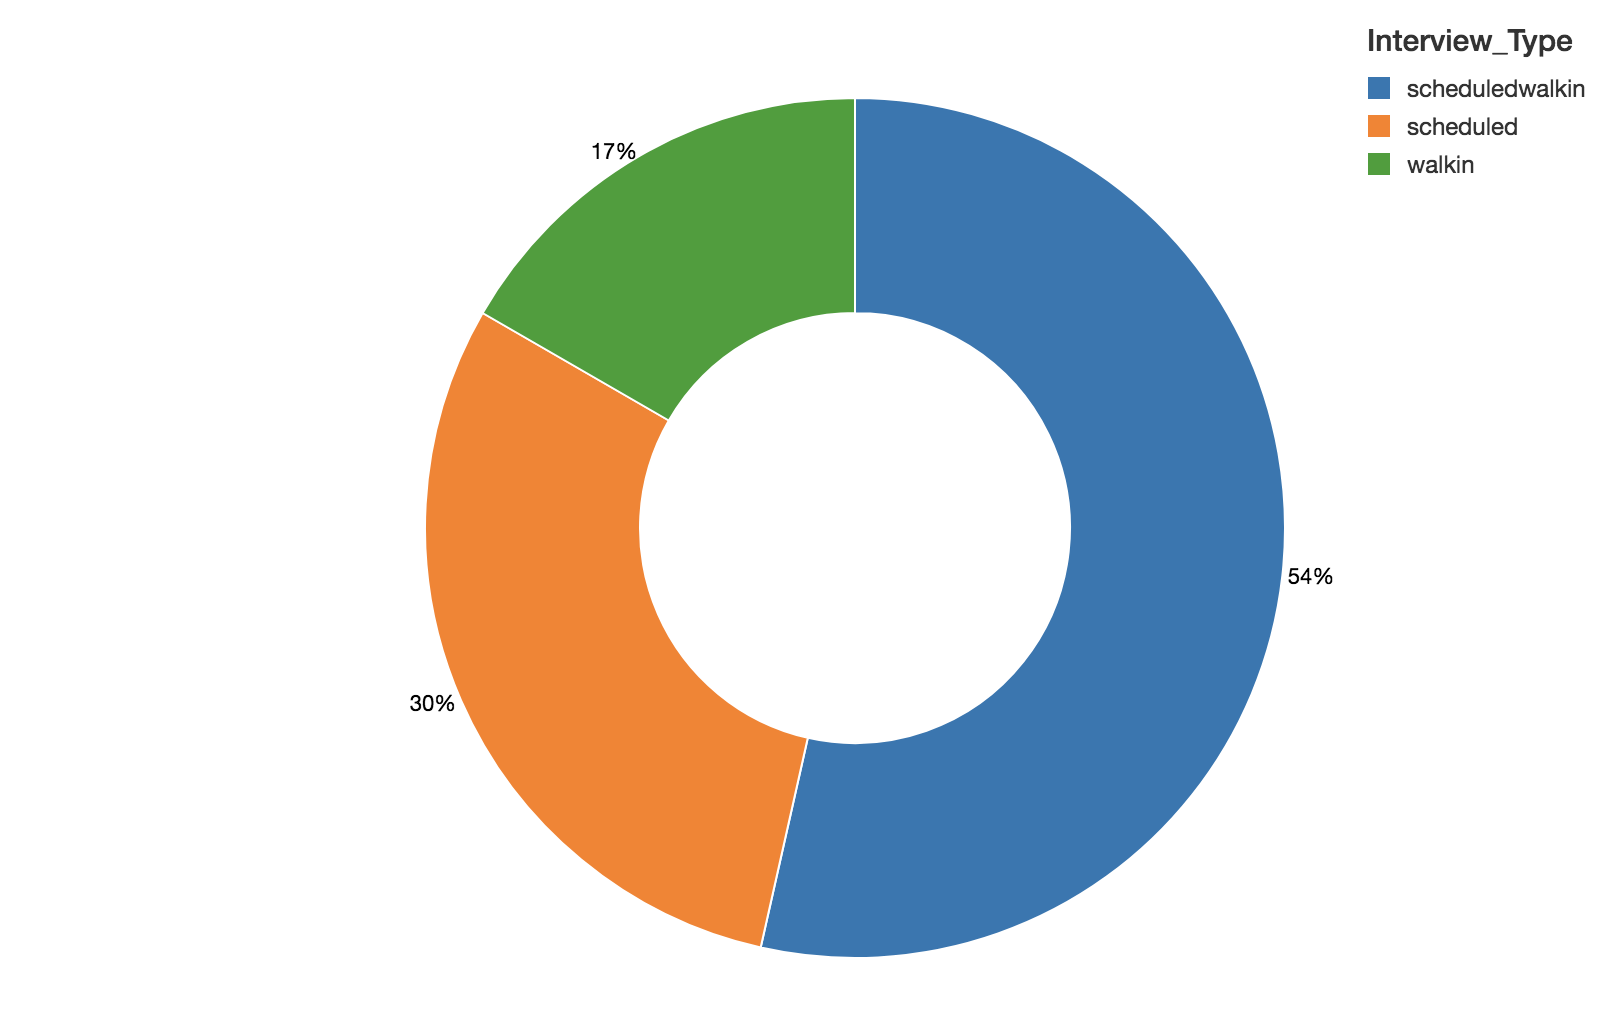 Interview_Type
scheduledwalkin
scheduled
walkin
17%
54%
30%